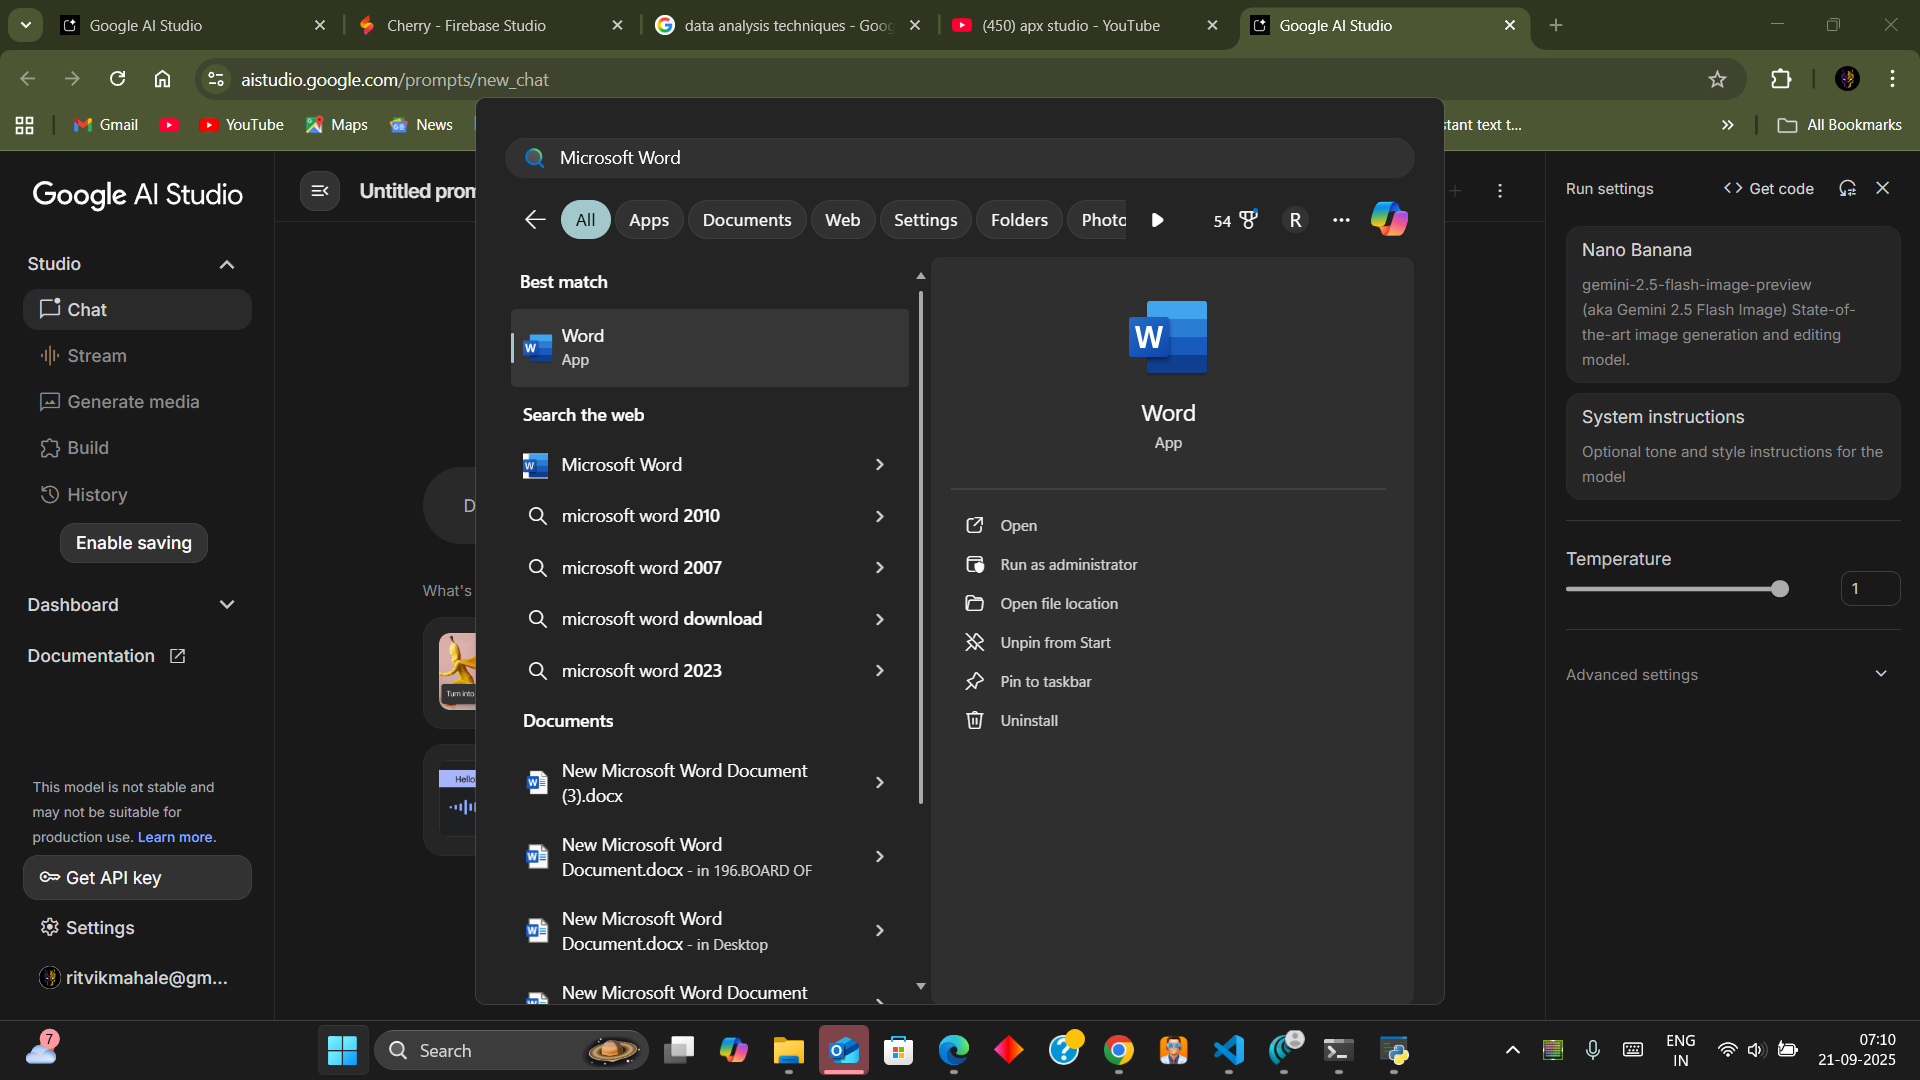 Google AI Studio
Cherry - Firebase Studio
data analysis techniques - Goog
(450) apx studio - YouTube
Google AI Studio
aistudio.google.com/prompts/new_chat
Gmail
YouTube
Maps
News
stant text t...
All Bookmarks
Google AI Studio
Studio
Chat
Stream
Generate media
Build
History
Enable saving
Dashboard
Documentation
This model is not stable and
may not be suitable for
production use. Learn more.
Get API key
Settings
ritvikmahale@gm...
Untitled prom
What's
Turn into
Hello
Microsoft Word
All
Apps
Documents
Web
Settings
Folders
Photo
54
R
Best match
Word
App
Search the web
Microsoft Word
microsoft word 2010
microsoft word 2007
microsoft word download
microsoft word 2023
Documents
New Microsoft Word Document
(3).docx
New Microsoft Word
Document.docx - in 196.BOARD OF
New Microsoft Word
Document.docx - in Desktop
New Microsoft Word Document
Word
App
Open
Run as administrator
Open file location
Unpin from Start
Pin to taskbar
Uninstall
Run settings
Get code
Nano Banana
gemini-2.5-flash-image-preview
(aka Gemini 2.5 Flash Image) State-of-
the-art image generation and editing
model.
System instructions
Optional tone and style instructions for the
model
Temperature
1
Advanced settings
7
Search
ENG
IN
07:10
21-09-2025